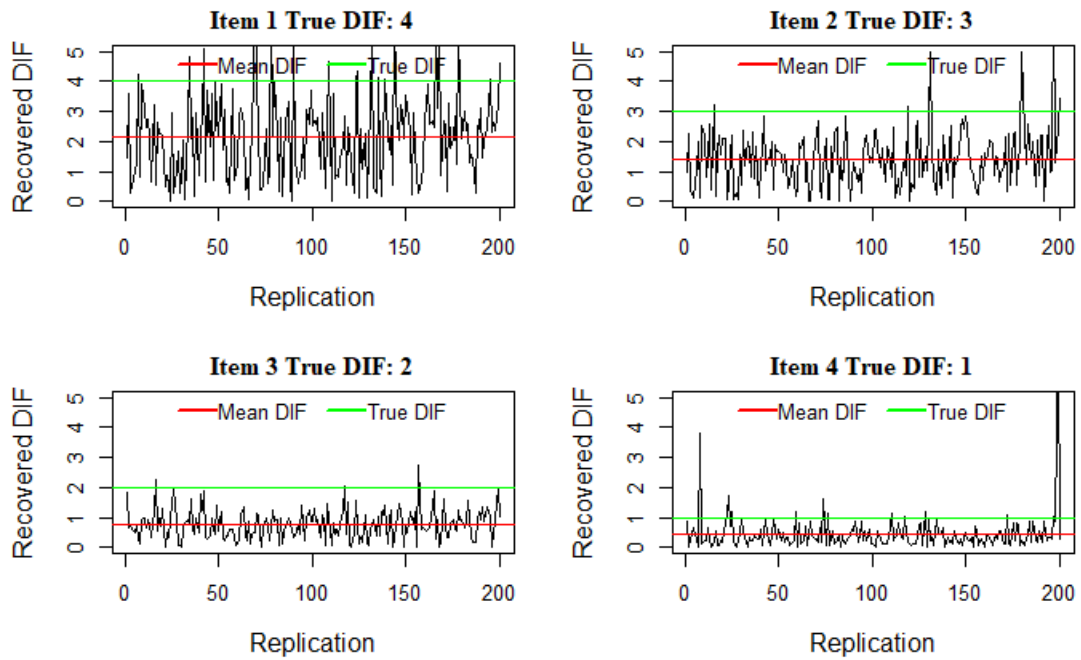 Item 1 True DIF: 4
Recovered DIF
5
4
3
2
1
0
Mean DIF True DIF
0 50 100 150 200
Replication
Item 2 True DIF: 3
Recovered DIF
5
4
3
2
1
0
Mean DIF True DIF
0 50 100 150 200
Replication
Item 3 True DIF: 2
Recovered DIF
5
4
3
2
1
0
Mean DIF True DIF
0 50 100 150 200
Replication
Item 4 True DIF: 1
Recovered DIF
5
4
3
2
1
0
Mean DIF True DIF
0 50 100 150 200
Replication